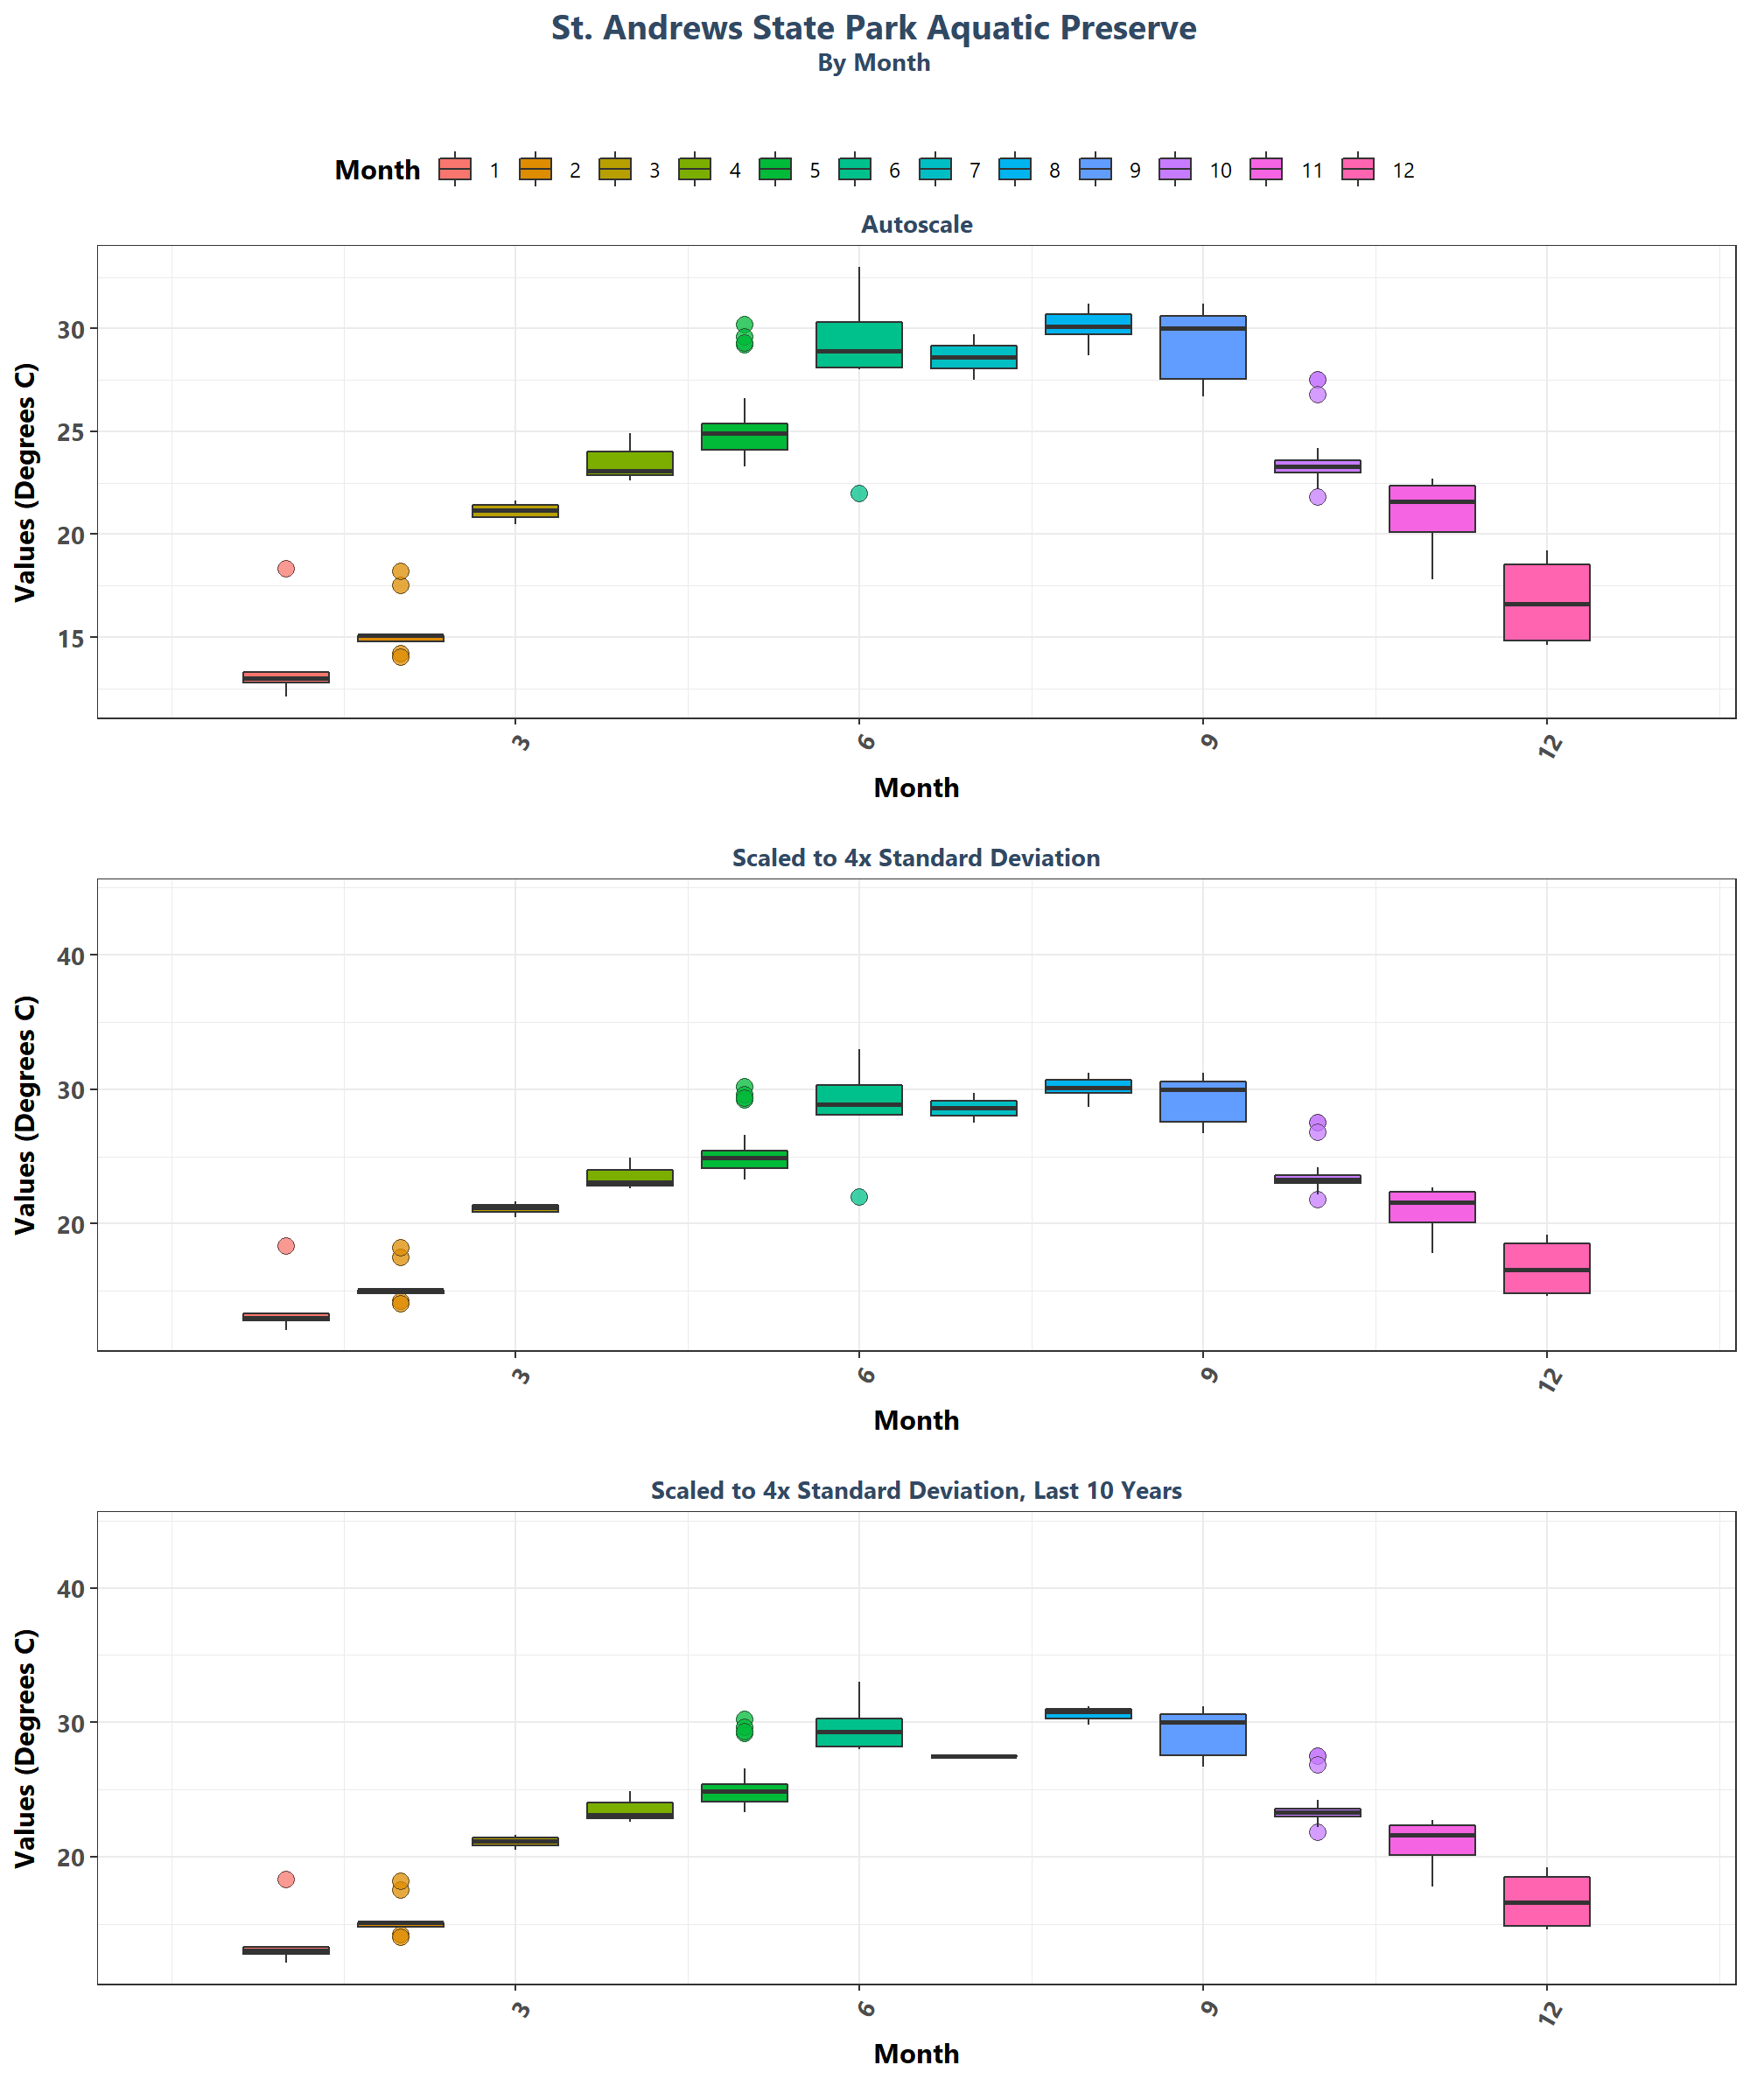 St. Andrews State Park Aquatic Preserve
By Month
Month 1 2 3 4 5 6 7 8 9 10 11 12
Autoscale
Values (Degrees C)
30
25
20
15
3 6 9 12
Month
Scaled to 4x Standard Deviation
Values (Degrees C)
40
30
20
3 6 9 12
Month
Scaled to 4x Standard Deviation, Last 10 Years
Values (Degrees C)
40
30
20
3 6 9 12
Month